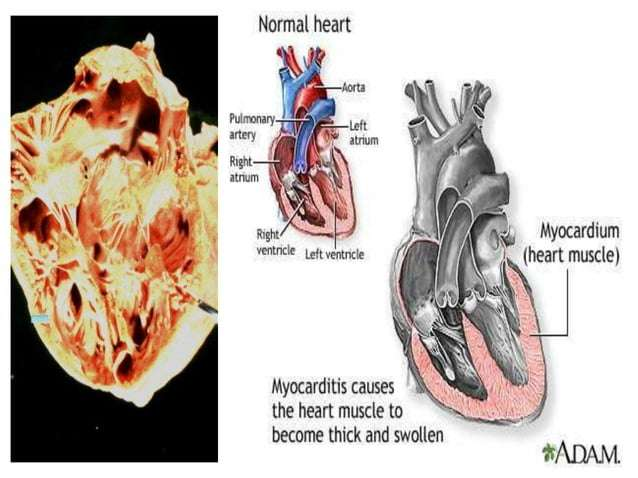 Normal heart
Aorta
Pulmonary
artery
Left
atrium
Right
atrium
Right
ventricle
Left ventricle
Myocardium
(heart muscle)
Myocarditis causes
the heart muscle to
become thick and swollen
A.D.A.M.